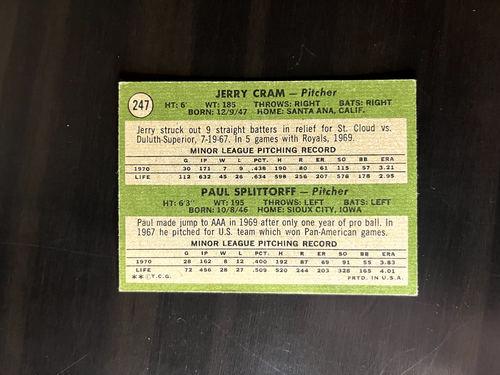 247
JERRY CRAM — Pitcher
HT: 6' WT: 185 THROWS: RIGHT BATS: RIGHT
BORN: 12/9/47 HOME: SANTA ANA, CALIF.
Jerry struck out 9 straight batters in relief for St. Cloud vs.
Duluth-Superior, 7-19-67. In 5 games with Royals, 1969.
MINOR LEAGUE PITCHING RECORD
G IP W L PCT. H R ER SO BB ERA
1970 30 171 7 9 .438 190 80 61 115 57 3.21
LIFE 112 632 45 26 .634 598 256 207 578 178 2.95
PAUL SPLITTORFF — Pitcher
HT: 6'3" WT: 195 THROWS: LEFT BATS: LEFT
BORN: 10/8/46 HOME: SIOUX CITY, IOWA
Paul made jump to AAA in 1969 after only one year of pro ball. In
1967 he pitched for U.S. team which won Pan-American games.
MINOR LEAGUE PITCHING RECORD
G IP W L PCT. H R ER SO BB ERA
1970 28 162 8 12 .400 192 87 69 91 55 3.83
LIFE 72 456 28 27 .509 520 244 203 328 165 4.01
**©T.C.G. PRTD. IN U.S.A.